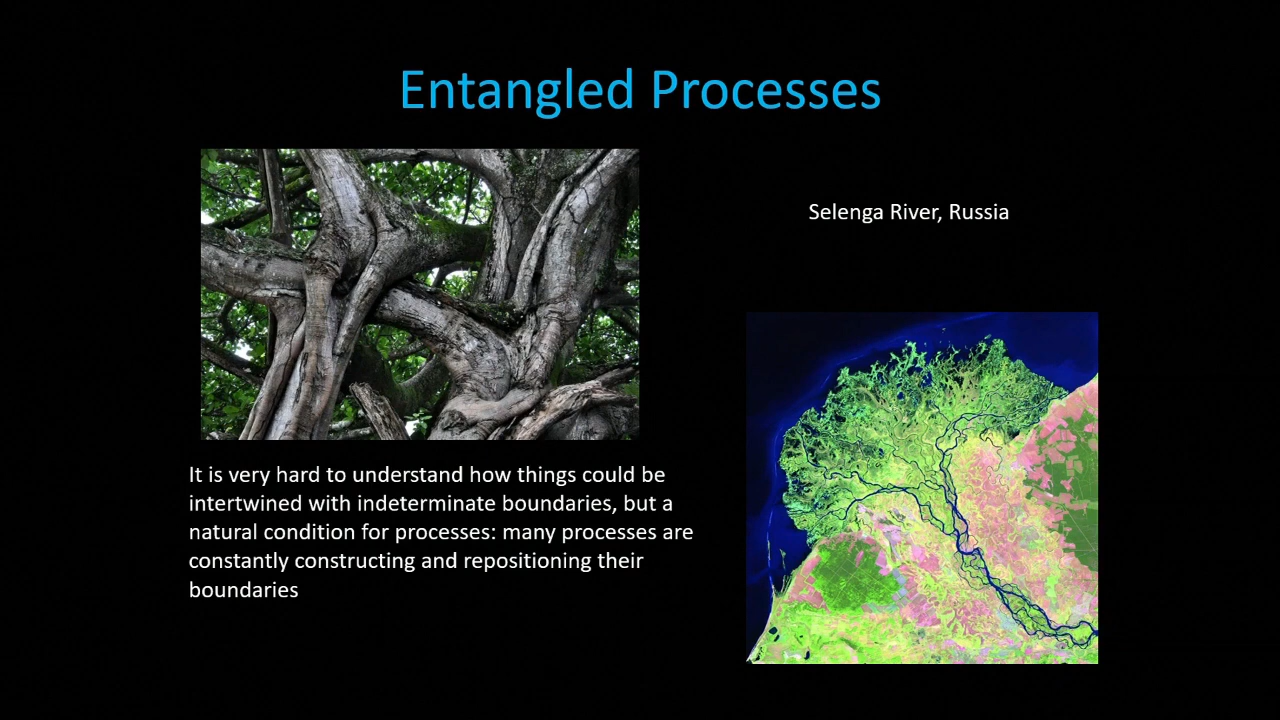 Entangled Processes
Selenga River, Russia
It is very hard to understand how things could be
intertwined with indeterminate boundaries, but a
natural condition for processes: many processes are
constantly constructing and repositioning their
boundaries